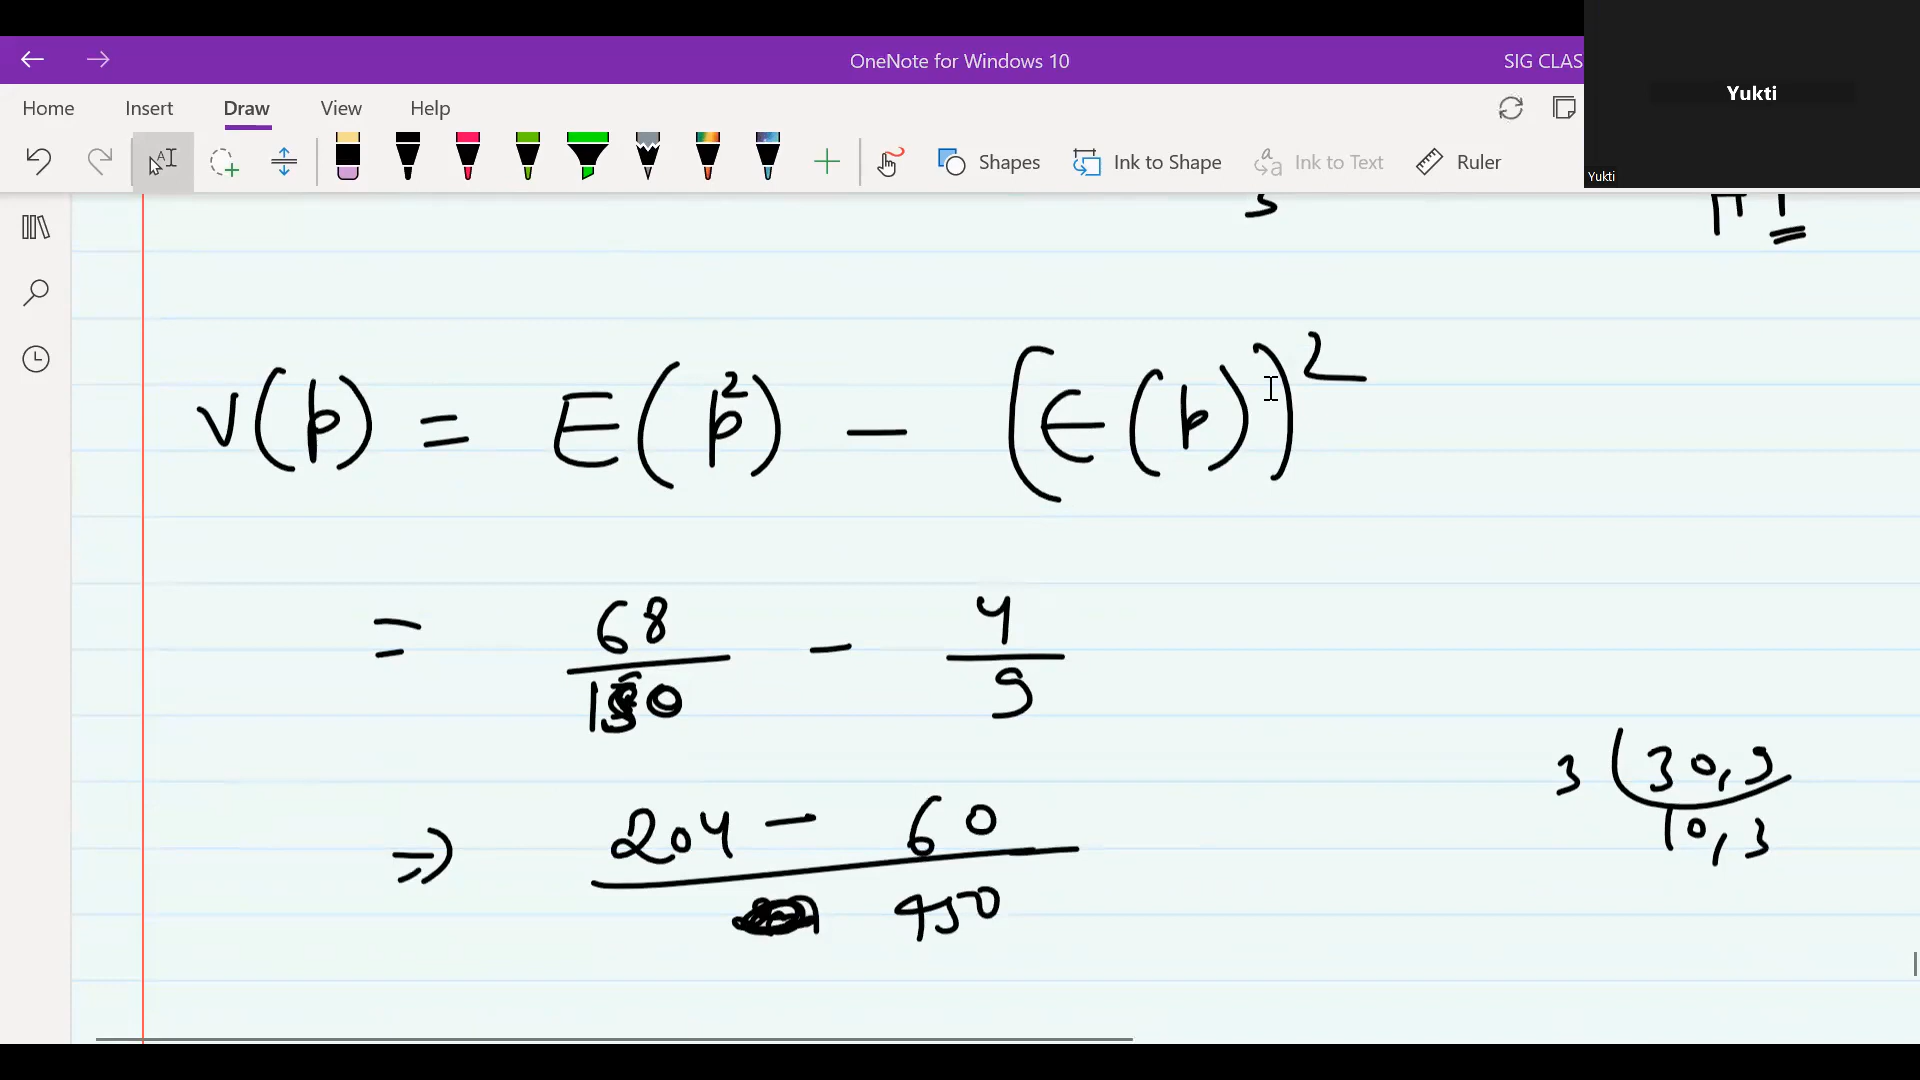 OneNote for Windows 10
SIG CLAS
Yukti
Home Insert Draw View Help
Shapes Ink to Shape Ink to Text Ruler
Yukti
V(p) = E(p²) - (E(p))²
= 68/150 - 4/9
⇒ (204 - 60)/450
3 (30, 9
10, 3